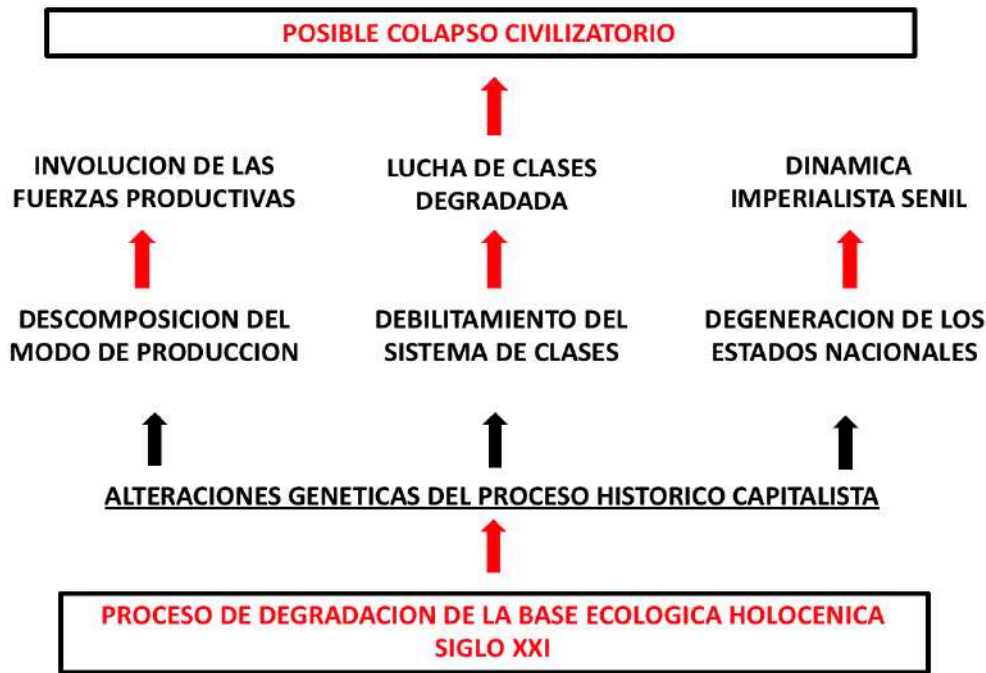 POSIBLE COLAPSO CIVILIZATORIO
INVOLUCION DE LAS
FUERZAS PRODUCTIVAS
LUCHA DE CLASES
DEGRADADA
DINAMICA
IMPERIALISTA SENIL
DESCOMPOSICION DEL
MODO DE PRODUCCION
DEBILITAMIENTO DEL
SISTEMA DE CLASES
DEGENERACION DE LOS
ESTADOS NACIONALES
ALTERACIONES GENETICAS DEL PROCESO HISTORICO CAPITALISTA
PROCESO DE DEGRADACION DE LA BASE ECOLOGICA HOLOCENICA
SIGLO XXI